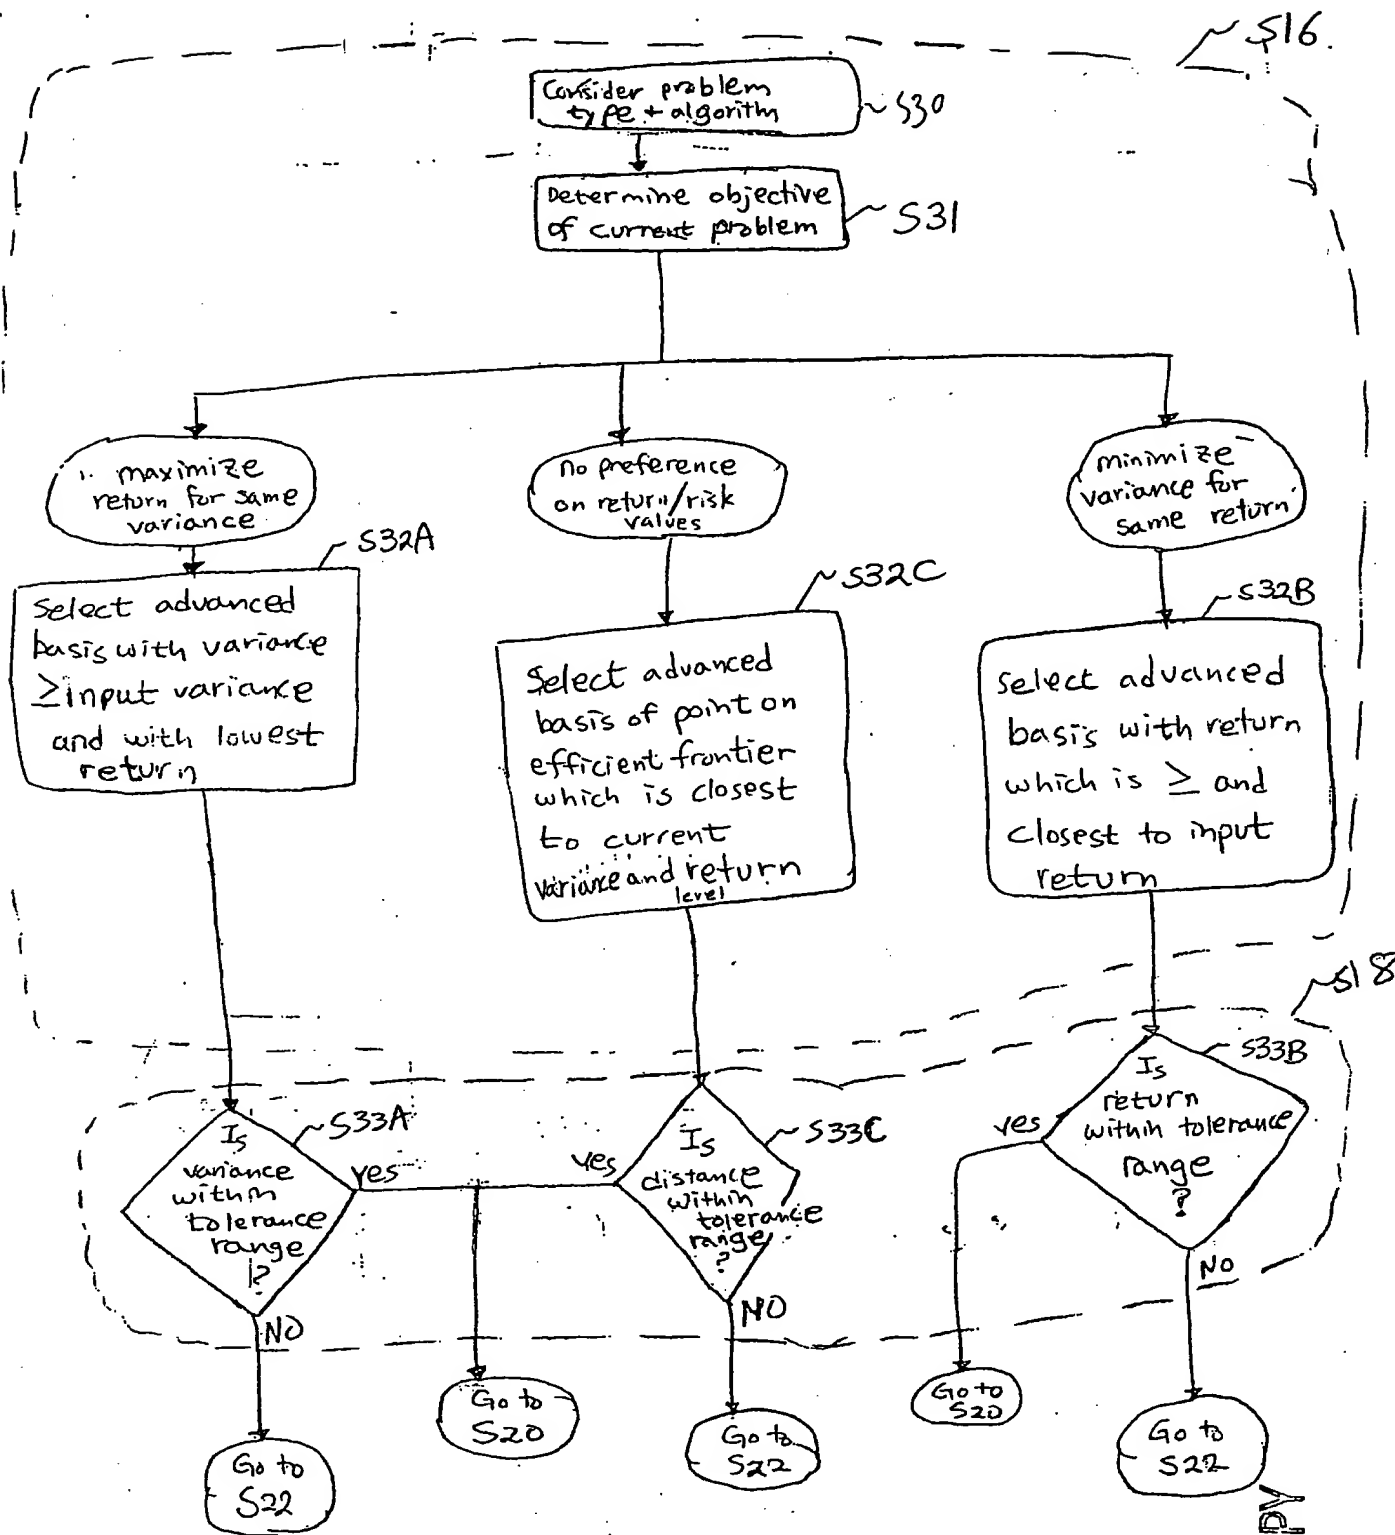 S16.
Consider problem
type + algorithm
S30
Determine objective
of current problem
S31
maximize
return for same
variance
no preference
on return/risk
values
minimize
variance for
same return
S32A
Select advanced
basis with variance
≥ input variance
and with lowest
return
S32C
Select advanced
basis of point on
efficient frontier
which is closest
to current
variance and return
level
S32B
select advanced
basis with return
which is ≥ and
closest to input
return
S18
S33A
Is
variance
within
tolerance
range
?
yes
NO
S33C
Is
distance
within
tolerance
range
?
yes
NO
S33B
Is
return
within tolerance
range
?
yes
NO
Go to
S22
Go to
S20
Go to
S22
Go to
S20
Go to
S22
PY